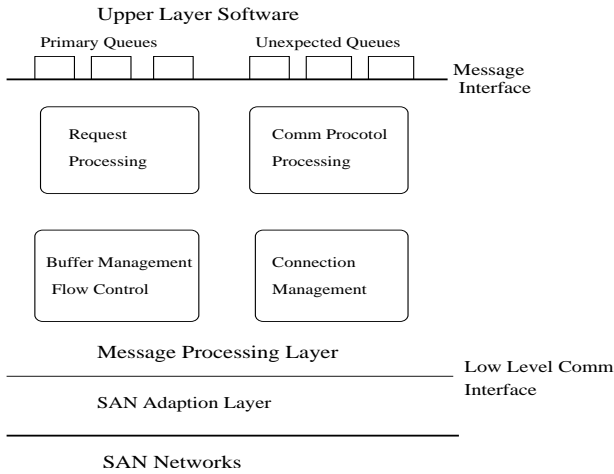 Upper Layer Software
Primary Queues
Unexpected Queues
Message
Interface
Request
Processing
Comm Procotol
Processing
Buffer Management
Flow Control
Connection
Management
Message Processing Layer
Low Level Comm
Interface
SAN Adaption Layer
SAN Networks